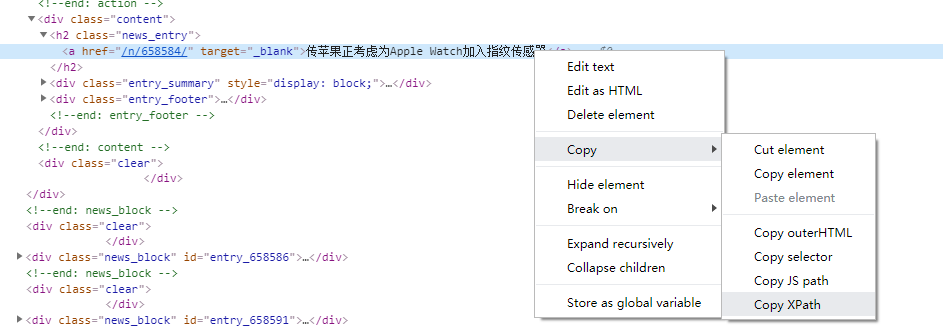 <!--end: action -->
▼<div class="content">
▼<h2 class="news_entry">
<a href="/n/658584/" target="_blank">传苹果正考虑为Apple Watch加入指纹传感器
</h2>
▶<div class="entry_summary" style="display: block;">…</div>
▶<div class="entry_footer">…</div>
<!--end: entry_footer -->
</div>
<!--end: content -->
<div class="clear">
</div>
</div>
<!--end: news_block -->
<div class="clear">
</div>
▶<div class="news_block" id="entry_658586">…</div>
<!--end: news_block -->
<div class="clear">
</div>
▶<div class="news_block" id="entry_658591">…</div>
Edit text
Edit as HTML
Delete element
Copy
Hide element
Break on
Expand recursively
Collapse children
Store as global variable
Cut element
Copy element
Paste element
Copy outerHTML
Copy selector
Copy JS path
Copy XPath